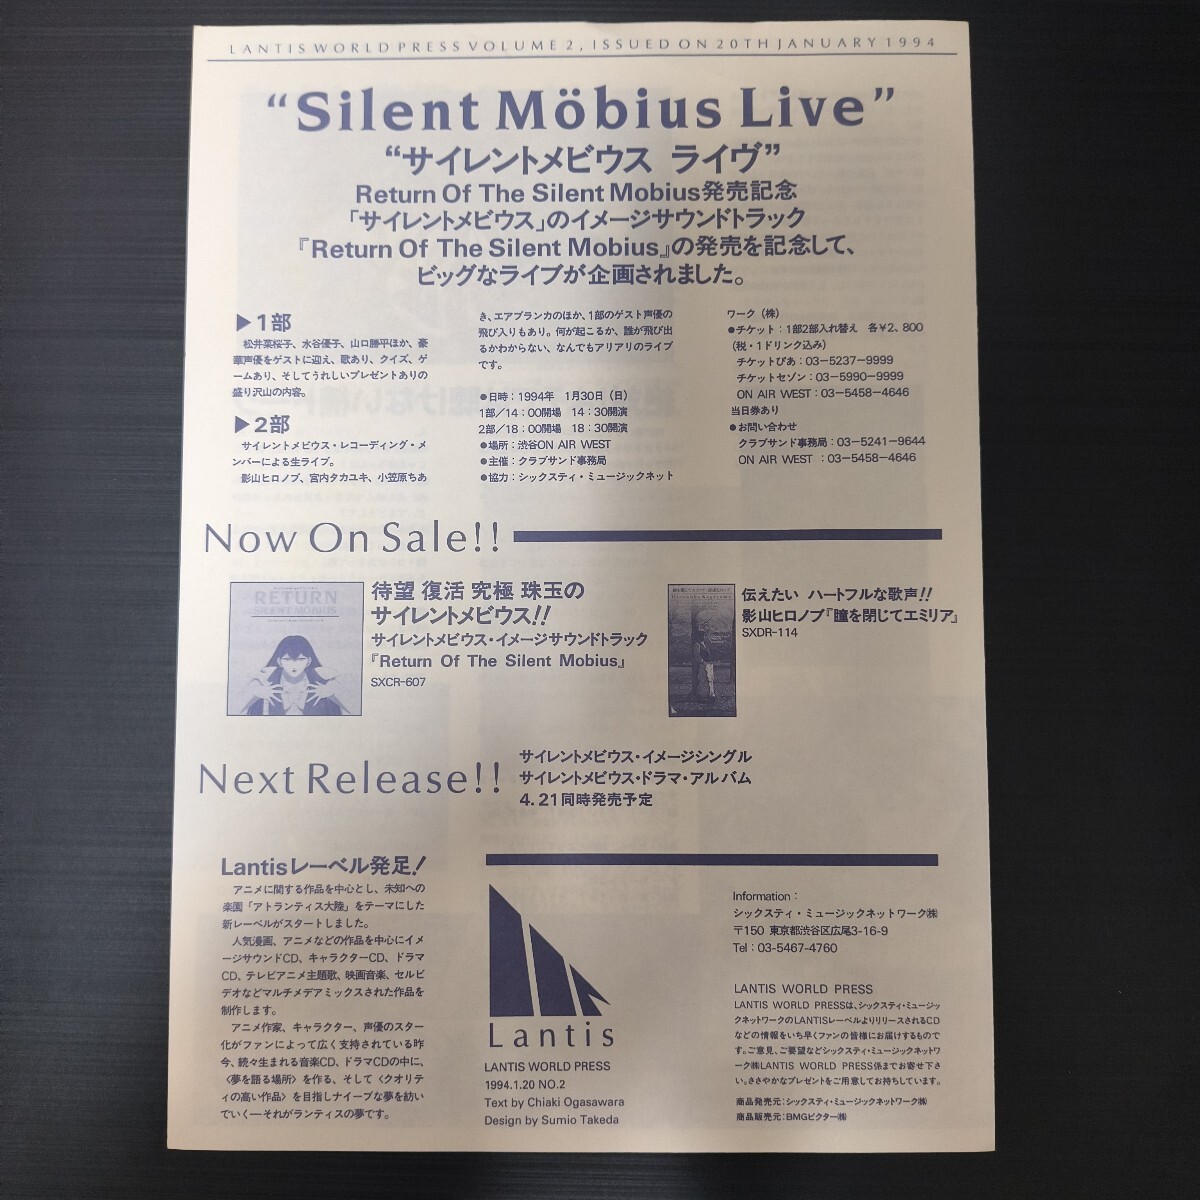 LANTIS WORLD PRESS VOLUME 2, ISSUED ON 20TH JANUARY 1994
“Silent Möbius Live”
“サイレントメビウス ライヴ”
Return Of The Silent Mobius発売記念
「サイレントメビウス」のイメージサウンドトラック
『Return Of The Silent Mobius』の発売を記念して、
ビッグなライブが企画されました。
▶1部
松井菜桜子、水谷優子、山口勝平ほか、豪
華声優をゲストに迎え、歌あり、クイズ、ゲ
ームあり、そしてうれしいプレゼントありの
盛り沢山の内容。
▶2部
サイレントメビウス・レコーディング・メ
ンバーによる生ライブ。
影山ヒロノブ、宮内タカユキ、小笠原ちあ
き、エアブランカのほか、1部のゲスト声優の
飛び入りもあり。何が起こるか、誰が飛び出
るかわからない、なんでもアリアリのライブ
です。
●日時：1994年 1月30日（日）
1部／14：00開場 14：30開演
2部／18：00開場 18：30開演
●場所：渋谷ON AIR WEST
●主催：クラブサンド事務局
●協力：シックスティ・ミュージックネット
ワーク（株）
●チケット：1部2部入れ替え 各￥2、800
（税・1ドリンク込み）
チケットぴあ：03-5237-9999
チケットセゾン：03-5990-9999
ON AIR WEST：03-5458-4646
当日券あり
●お問い合わせ
クラブサンド事務局：03-5241-9644
ON AIR WEST ：03-5458-4646
Now On Sale!!
RETURN
SILENT MÖBIUS
待望 復活 究極 珠玉の
サイレントメビウス!!
サイレントメビウス・イメージサウンドトラック
『Return Of The Silent Mobius』
SXCR-607
伝えたい ハートフルな歌声!!
影山ヒロノブ『瞳を閉じてエミリア』
SXDR-114
Next Release!!
サイレントメビウス・イメージシングル
サイレントメビウス・ドラマ・アルバム
4.21同時発売予定
Lantisレーベル発足！
アニメに関する作品を中心とし、未知への
楽園「アトランティス大陸」をテーマにした
新レーベルがスタートしました。
人気漫画、アニメなどの作品を中心にイメ
ージサウンドCD、キャラクターCD、ドラマ
CD、テレビアニメ主題歌、映画音楽、セルビ
デオなどマルチメデアミックスされた作品を
制作します。
アニメ作家、キャラクター、声優のスター
化がファンによって広く支持されている昨
今、続々生まれる音楽CD、ドラマCDの中に、
〈夢を語る場所〉を作る、そして〈クオリテ
ィの高い作品〉を目指しナイーブな夢を紡い
でいく―それがランティスの夢です。
Lantis
LANTIS WORLD PRESS
1994.1.20 NO.2
Text by Chiaki Ogasawara
Design by Sumio Takeda
Information：
シックスティ・ミュージックネットワーク㈱
〒150 東京都渋谷区広尾3-16-9
Tel：03-5467-4760
LANTIS WORLD PRESS
LANTIS WORLD PRESSは、シックスティ・ミュージッ
クネットワークのLANTISレーベルよりリリースされるCD
などの情報をいち早くファンの皆様にお届けするもので
す。ご意見、ご要望などシックスティ・ミュージックネットワ
ーク㈱LANTIS WORLD PRESS係までお寄せ下さ
い。ささやかなプレゼントをご用意してお持ちしています。
商品発売元：シックスティ・ミュージックネットワーク㈱
商品販売元：BMGビクター㈱